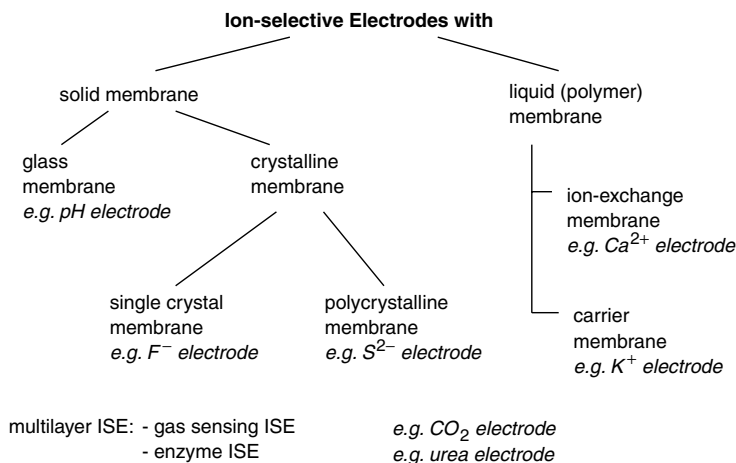 Ion-selective Electrodes with
solid membrane
liquid (polymer)
membrane
glass
membrane
e.g. pH electrode
crystalline
membrane
ion-exchange
membrane
e.g. Ca²⁺ electrode
single crystal
membrane
e.g. F⁻ electrode
polycrystalline
membrane
e.g. S²⁻ electrode
carrier
membrane
e.g. K⁺ electrode
multilayer ISE: - gas sensing ISE e.g. CO₂ electrode
- enzyme ISE e.g. urea electrode